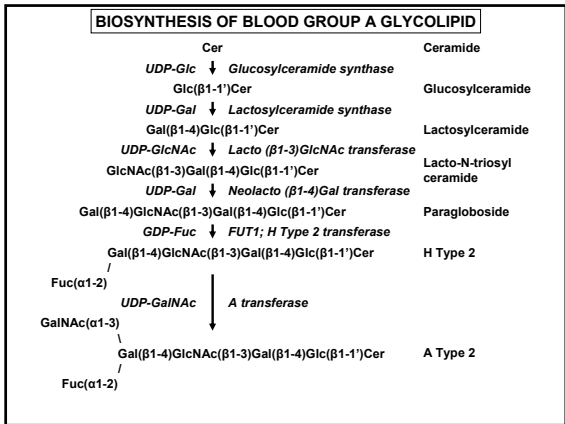 BIOSYNTHESIS OF BLOOD GROUP A GLYCOLIPID
Cer Ceramide
UDP-Glc Glucosylceramide synthase
Glc(β1-1’)Cer Glucosylceramide
UDP-Gal Lactosylceramide synthase
Gal(β1-4)Glc(β1-1’)Cer Lactosylceramide
UDP-GlcNAc Lacto (β1-3)GlcNAc transferase
GlcNAc(β1-3)Gal(β1-4)Glc(β1-1’)Cer Lacto-N-triosyl
ceramide
UDP-Gal Neolacto (β1-4)Gal transferase
Gal(β1-4)GlcNAc(β1-3)Gal(β1-4)Glc(β1-1’)Cer Paragloboside
GDP-Fuc FUT1; H Type 2 transferase
Gal(β1-4)GlcNAc(β1-3)Gal(β1-4)Glc(β1-1’)Cer H Type 2
/
Fuc(α1-2)
UDP-GalNAc A transferase
GalNAc(α1-3)
\
Gal(β1-4)GlcNAc(β1-3)Gal(β1-4)Glc(β1-1’)Cer A Type 2
/
Fuc(α1-2)